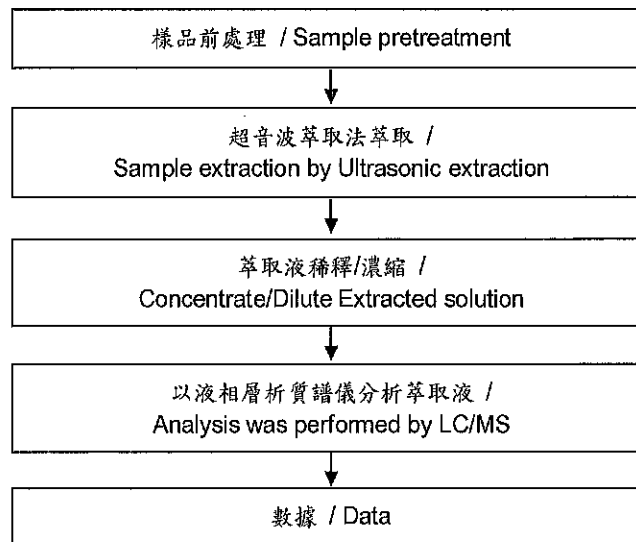 樣品前處理 / Sample pretreatment
超音波萃取法萃取 /
Sample extraction by Ultrasonic extraction
萃取液稀釋/濃縮 /
Concentrate/Dilute Extracted solution
以液相層析質譜儀分析萃取液 /
Analysis was performed by LC/MS
數據 / Data